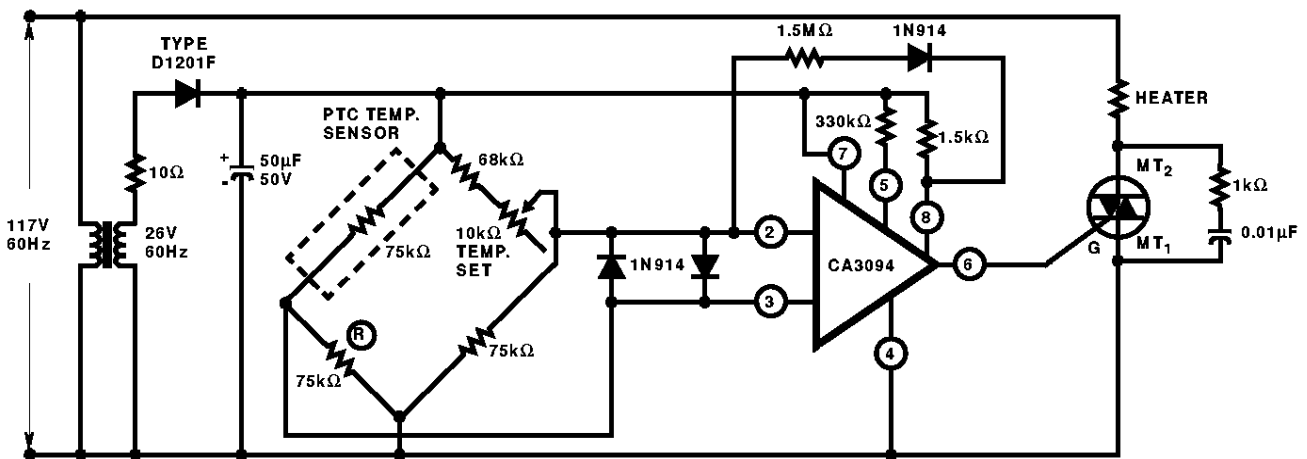 1.5MΩ
1N914
TYPE
D1201F
PTC TEMP.
SENSOR
HEATER
330kΩ
1.5kΩ
68kΩ
7
MT2
+
50µF
-
50V
10Ω
5
1kΩ
8
117V
60Hz
26V
60Hz
75kΩ
10kΩ
TEMP.
SET
2
G
MT1
0.01µF
1N914
CA3094
6
3
R
75kΩ
75kΩ
4